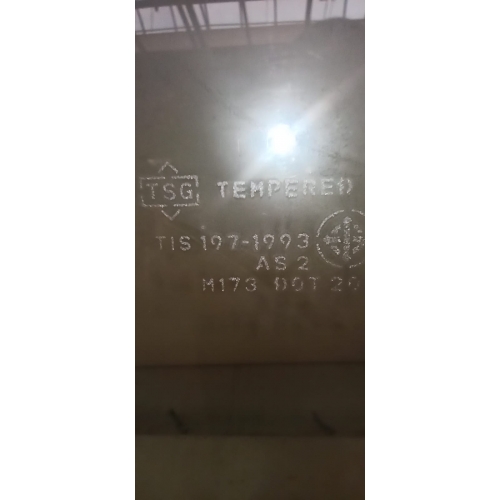 TSG TEMPERED
TIS 197-1993
AS 2
M173 DOT 20